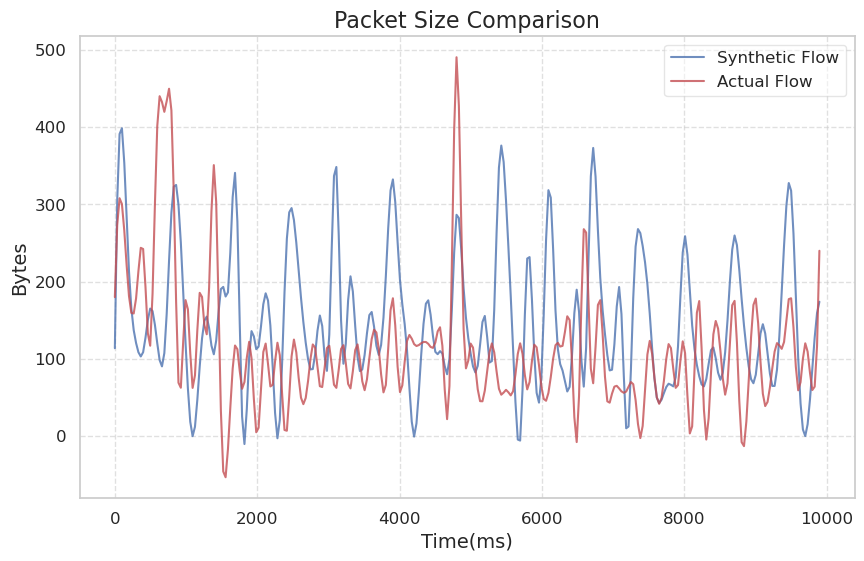 Packet Size Comparison
Synthetic Flow
Actual Flow
Bytes
500
400
300
200
100
0
0 2000 4000 6000 8000 10000
Time(ms)